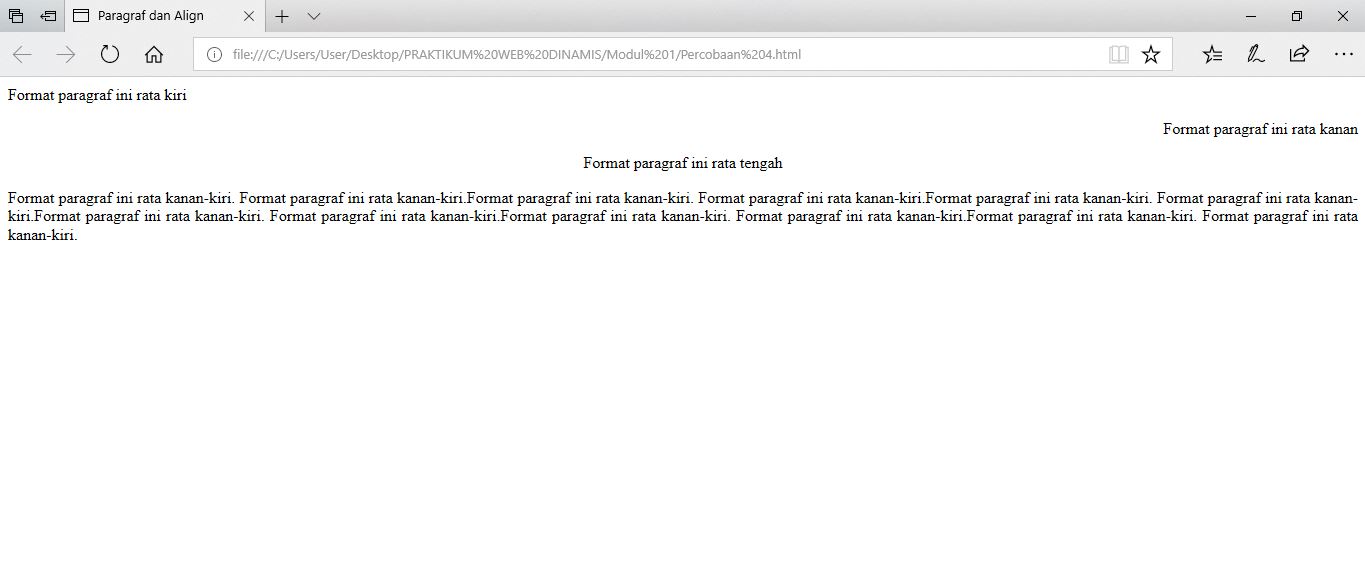 Paragraf dan Align
file:///C:/Users/User/Desktop/PRAKTIKUM%20WEB%20DINAMIS/Modul%201/Percobaan%204.html
Format paragraf ini rata kiri
Format paragraf ini rata kanan
Format paragraf ini rata tengah
Format paragraf ini rata kanan-kiri. Format paragraf ini rata kanan-kiri.Format paragraf ini rata kanan-kiri. Format paragraf ini rata kanan-kiri.Format paragraf ini rata kanan-kiri. Format paragraf ini rata kanan-
kiri.Format paragraf ini rata kanan-kiri. Format paragraf ini rata kanan-kiri.Format paragraf ini rata kanan-kiri. Format paragraf ini rata kanan-kiri.Format paragraf ini rata kanan-kiri. Format paragraf ini rata
kanan-kiri.